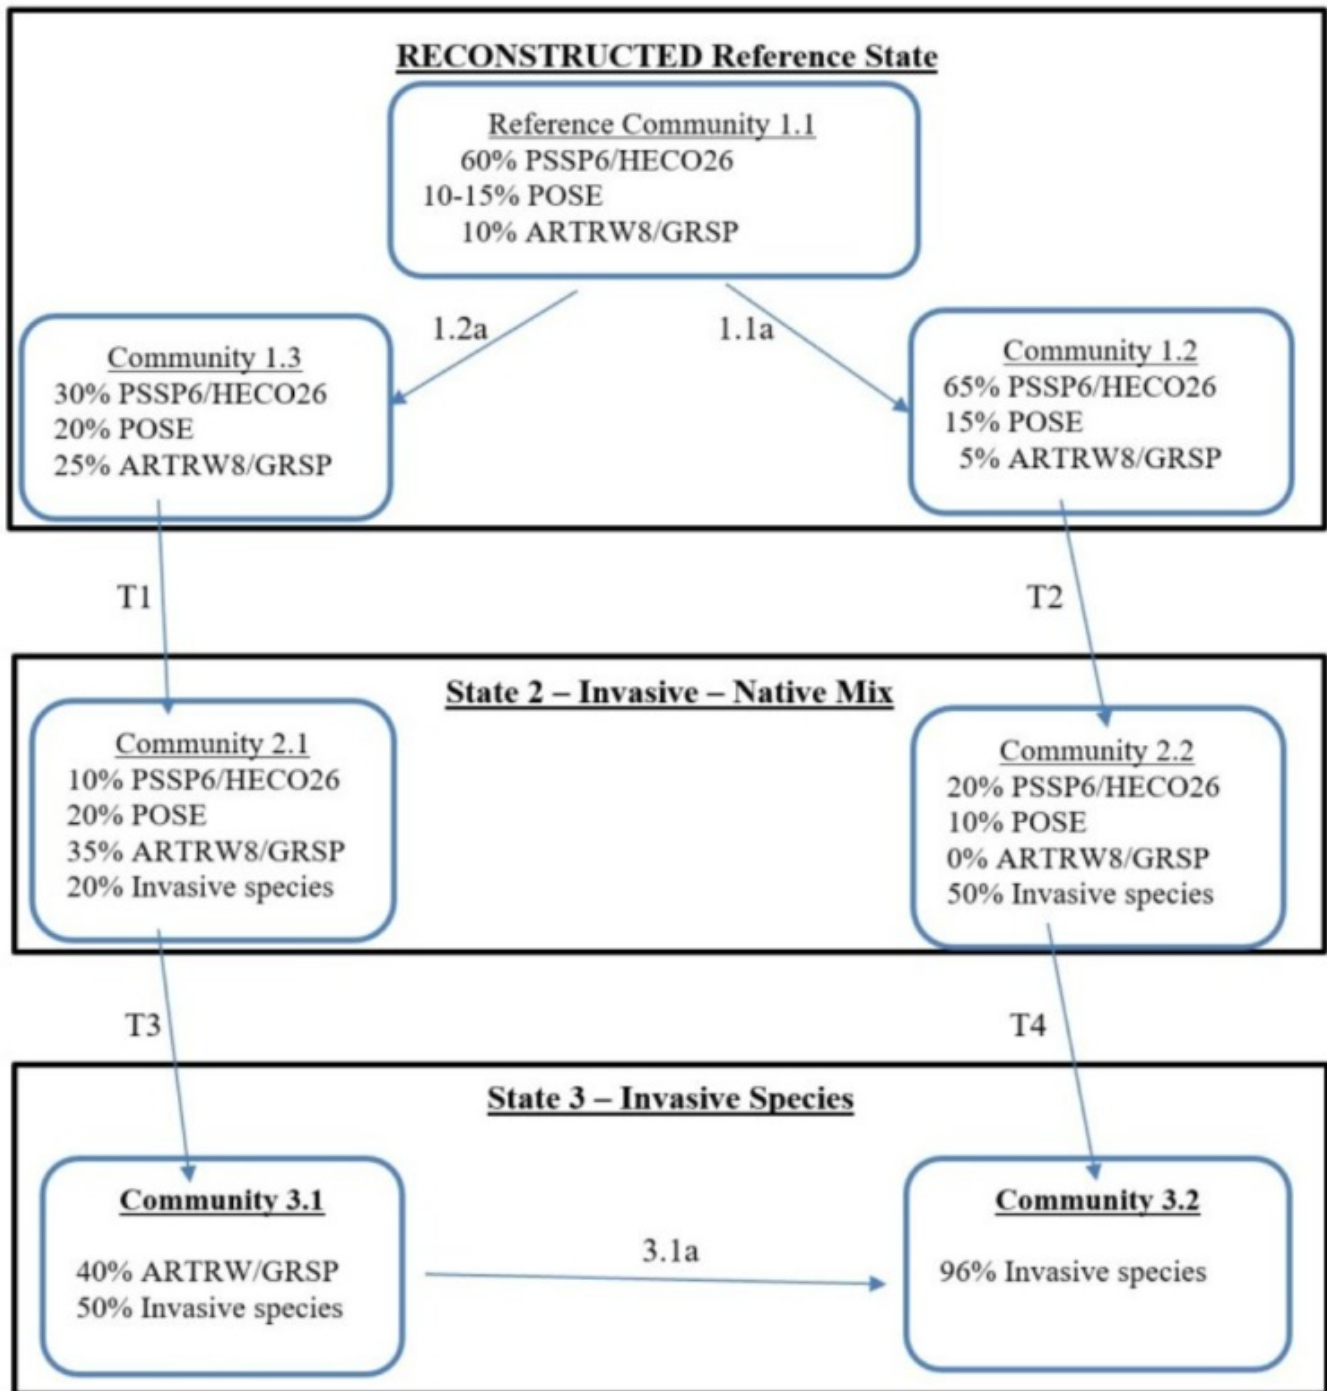 RECONSTRUCTED Reference State
Reference Community 1.1
60% PSSP6/HECO26
10-15% POSE
10% ARTRW8/GRSP
1.2a
1.1a
Community 1.3
30% PSSP6/HECO26
20% POSE
25% ARTRW8/GRSP
Community 1.2
65% PSSP6/HECO26
15% POSE
5% ARTRW8/GRSP
T1
T2
State 2 – Invasive – Native Mix
Community 2.1
10% PSSP6/HECO26
20% POSE
35% ARTRW8/GRSP
20% Invasive species
Community 2.2
20% PSSP6/HECO26
10% POSE
0% ARTRW8/GRSP
50% Invasive species
T3
T4
State 3 – Invasive Species
Community 3.1
40% ARTRW/GRSP
50% Invasive species
3.1a
Community 3.2
96% Invasive species